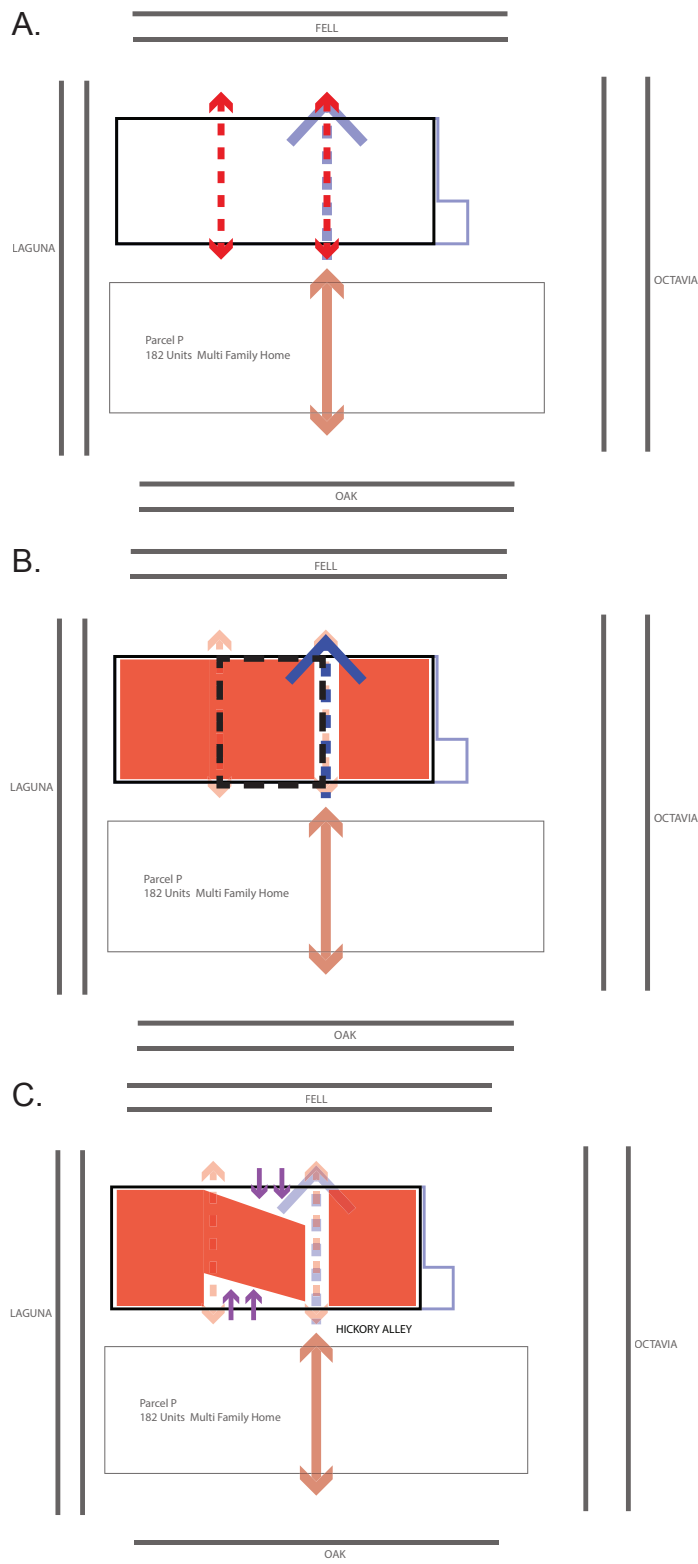 A.
FELL
LAGUNA
OCTAVIA
Parcel P
182 Units Multi Family Home
OAK
B.
FELL
LAGUNA
OCTAVIA
Parcel P
182 Units Multi Family Home
OAK
C.
FELL
LAGUNA
HICKORY ALLEY
OCTAVIA
Parcel P
182 Units Multi Family Home
OAK